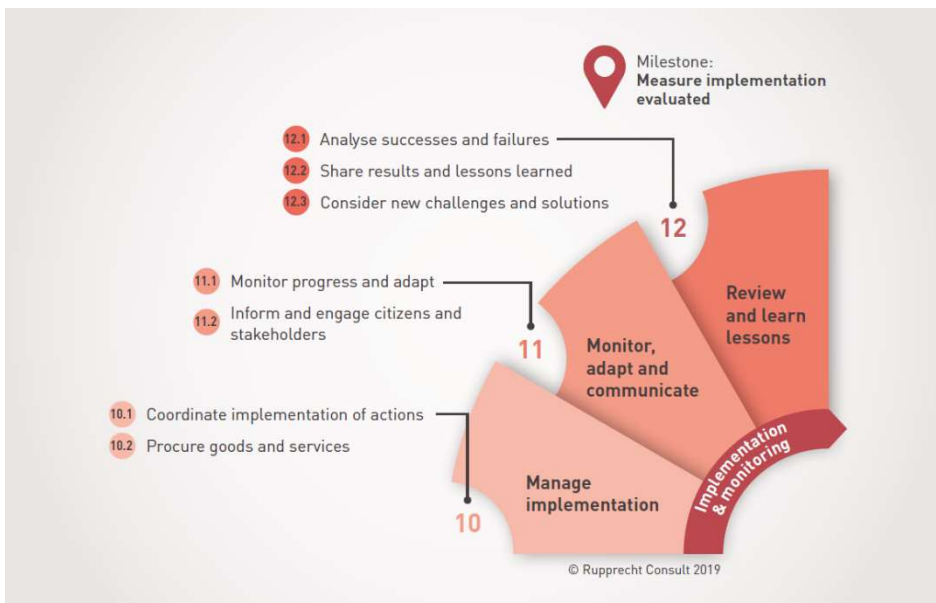 Milestone:
Measure implementation
evaluated
12.1 Analyse successes and failures
12.2 Share results and lessons learned
12.3 Consider new challenges and solutions
12
Review
and learn
lessons
11.1 Monitor progress and adapt
11.2 Inform and engage citizens and
stakeholders
11
Monitor,
adapt and
communicate
10.1 Coordinate implementation of actions
10.2 Procure goods and services
10
Manage
implementation
Implementation
& monitoring
© Rupprecht Consult 2019